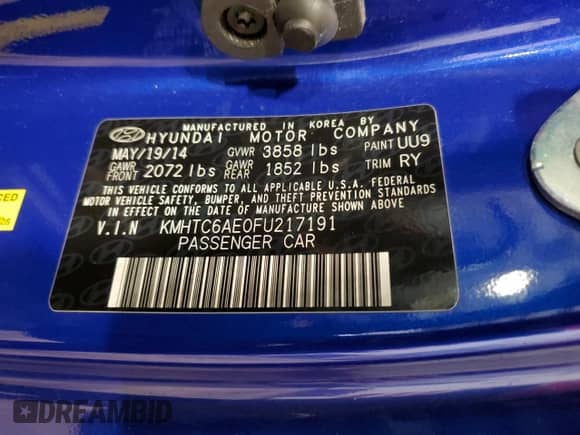 MANUFACTURED IN KOREA BY
HYUNDAI MOTOR COMPANY
MAY/19/14 GVWR 3858 lbs PAINT UU9
GAWR FRONT 2072 lbs GAWR REAR 1852 lbs TRIM RY
THIS VEHICLE CONFORMS TO ALL APPLICABLE U.S.A. FEDERAL
MOTOR VEHICLE SAFETY, BUMPER, AND THEFT PREVENTION STANDARDS
IN EFFECT ON THE DATE OF MANUFACTURE SHOWN ABOVE.
V.I.N KMHTC6AE0FU217191
PASSENGER CAR
DREAMBID